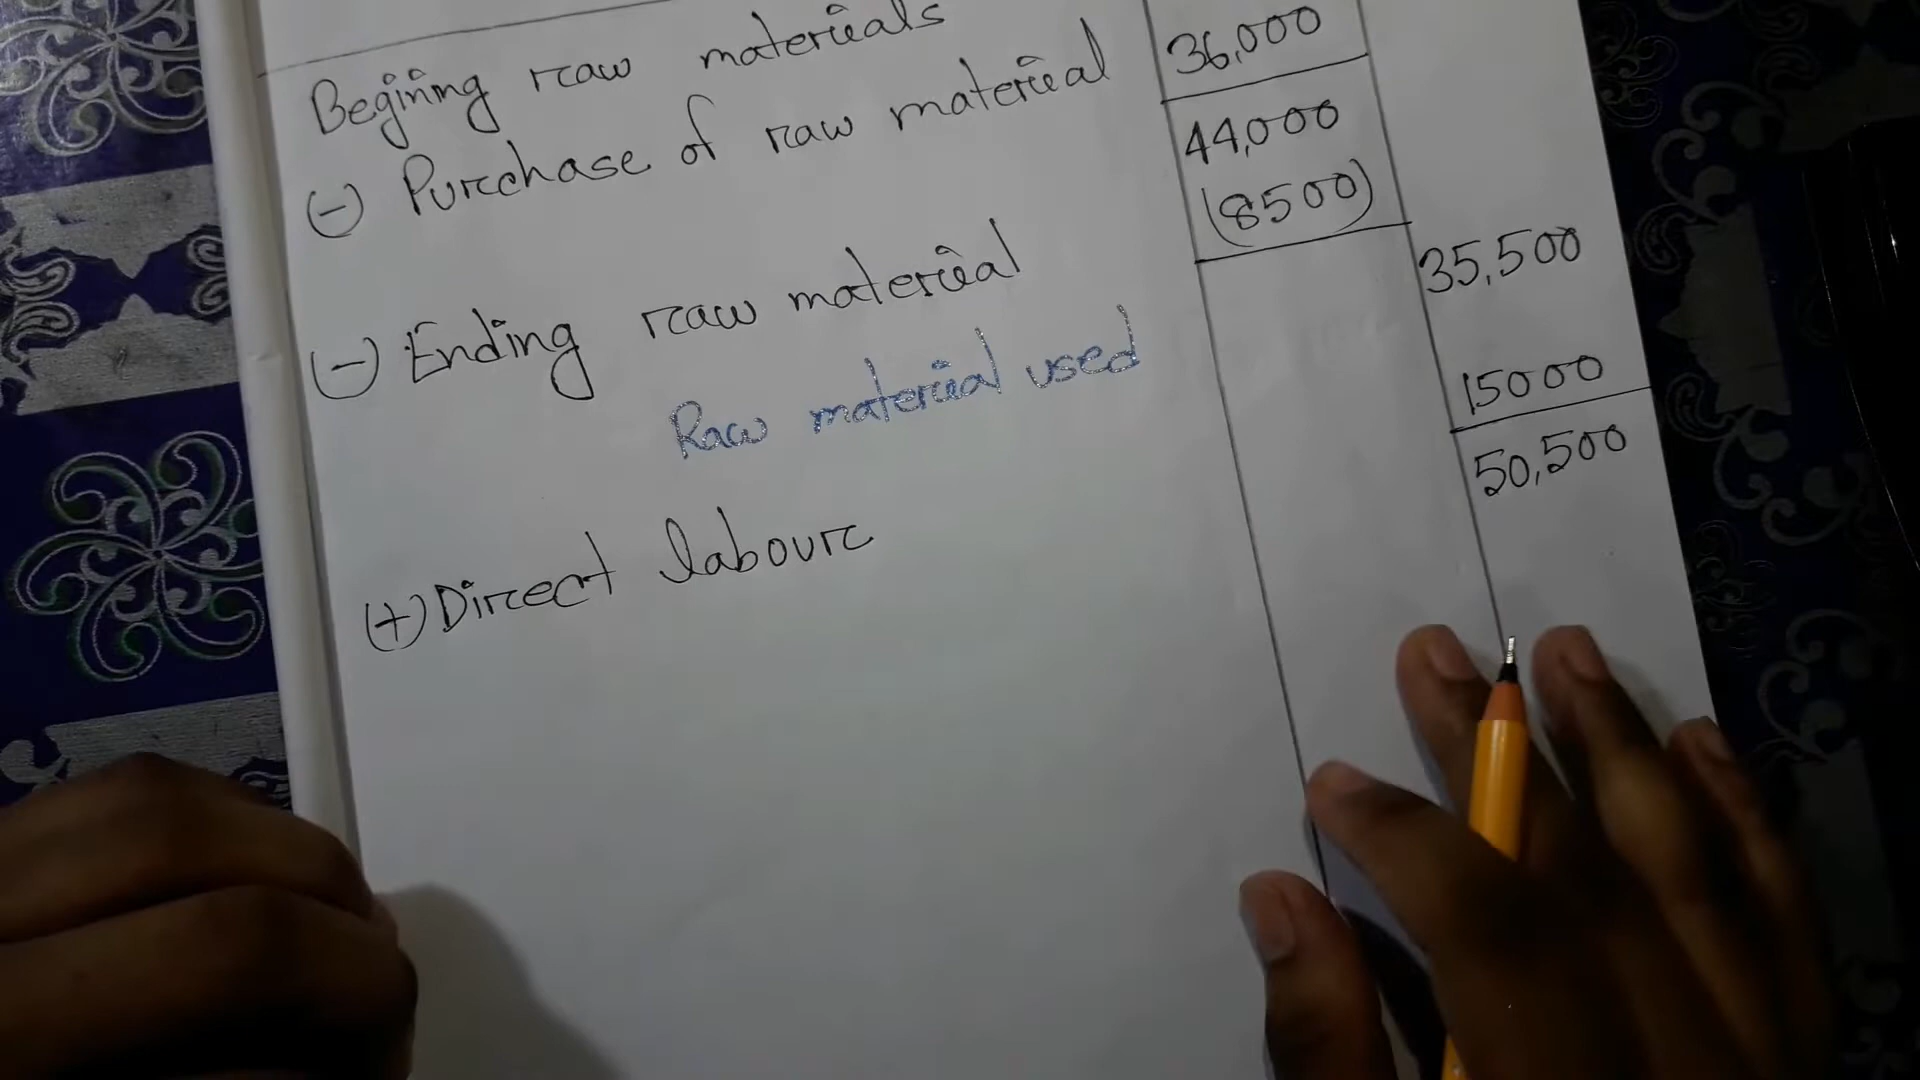 Begining raw materials
36,000
(-) Purchase of raw material
44,000
(8500)
(-) Ending raw material
35,500
Raw material used
15000
50,500
(+) Direct labour